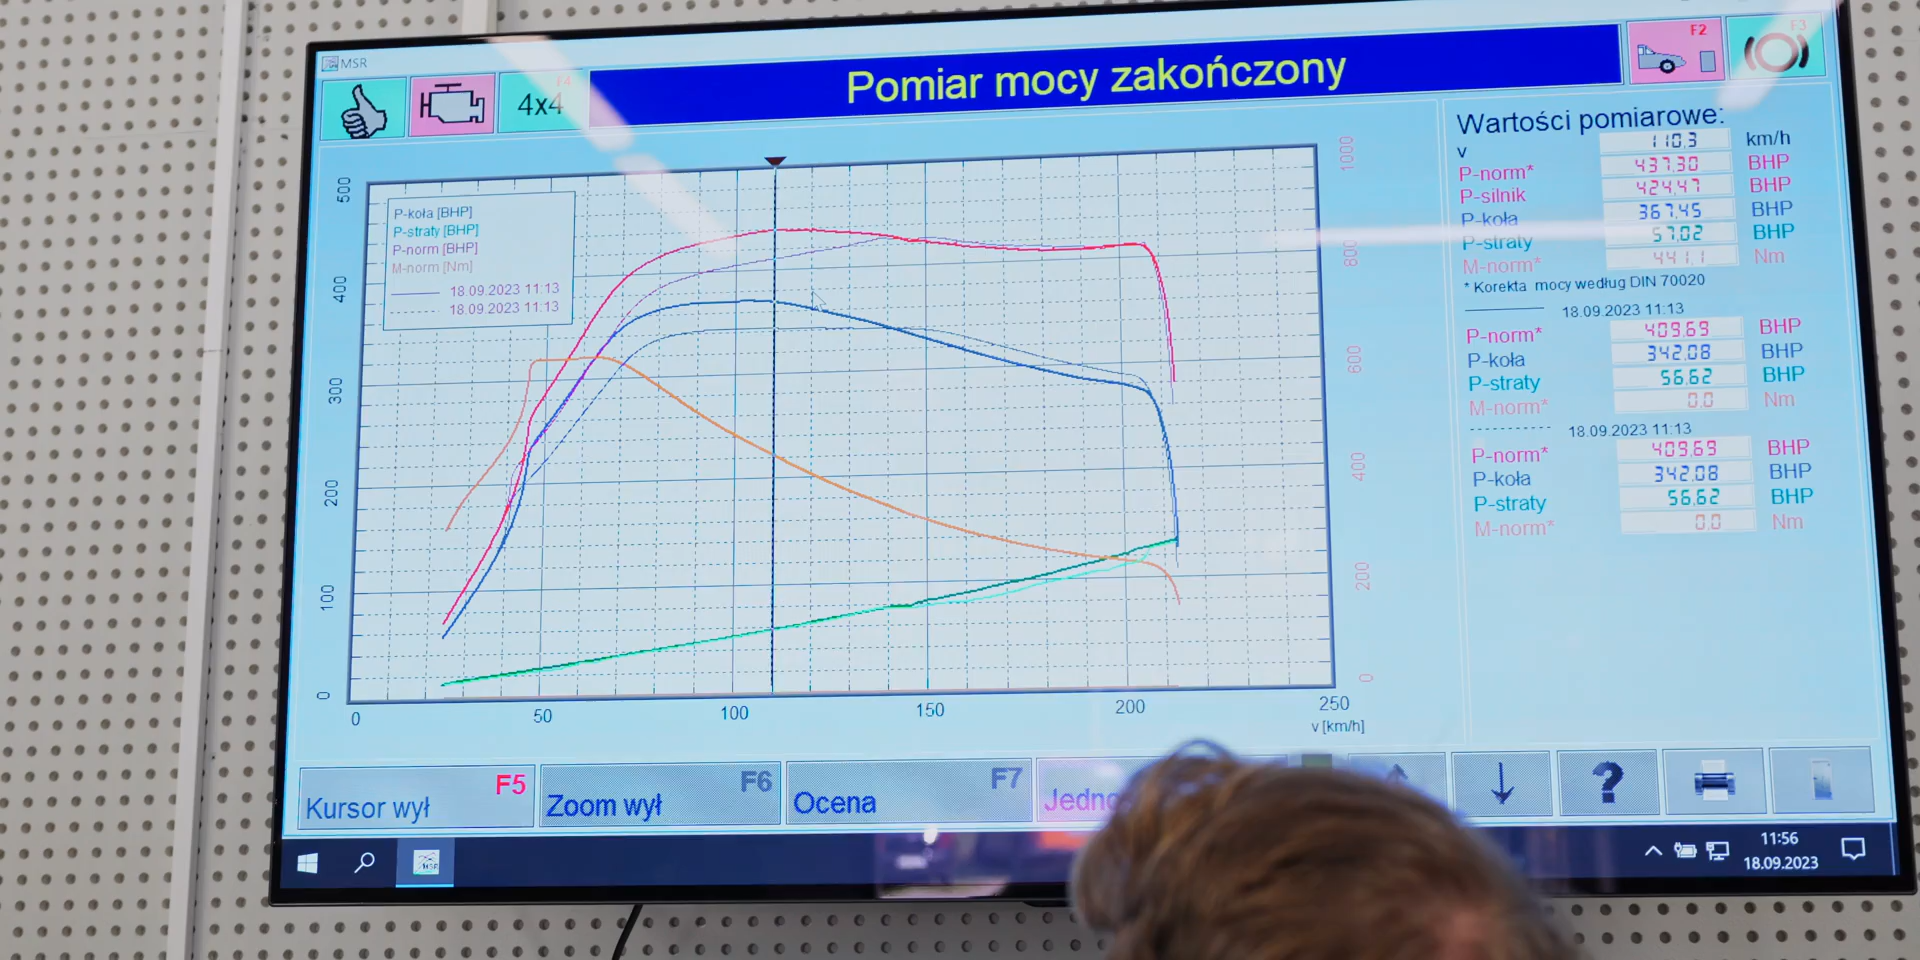 MSR
F4
4x4
Pomiar mocy zakończony
F2
F3
Wartości pomiarowe:
v 110,3 km/h
P-norm* 437,30 BHP
P-silnik 424,47 BHP
P-koła 367,45 BHP
P-straty 57,02 BHP
M-norm* 441,1 Nm
* Korekta mocy według DIN 70020
18.09.2023 11:13
P-norm* 409,69 BHP
P-koła 342,08 BHP
P-straty 56,62 BHP
M-norm* 0,0 Nm
18.09.2023 11:13
P-norm* 409,69 BHP
P-koła 342,08 BHP
P-straty 56,62 BHP
M-norm* 0,0 Nm
P-koła [BHP]
P-straty [BHP]
P-norm [BHP]
M-norm [Nm]
18.09.2023 11:13
18.09.2023 11:13
500
400
300
200
100
0
1000
800
600
400
200
0
0 50 100 150 200 250
v [km/h]
Kursor wył F5
Zoom wył F6
Ocena F7
?
11:56
18.09.2023